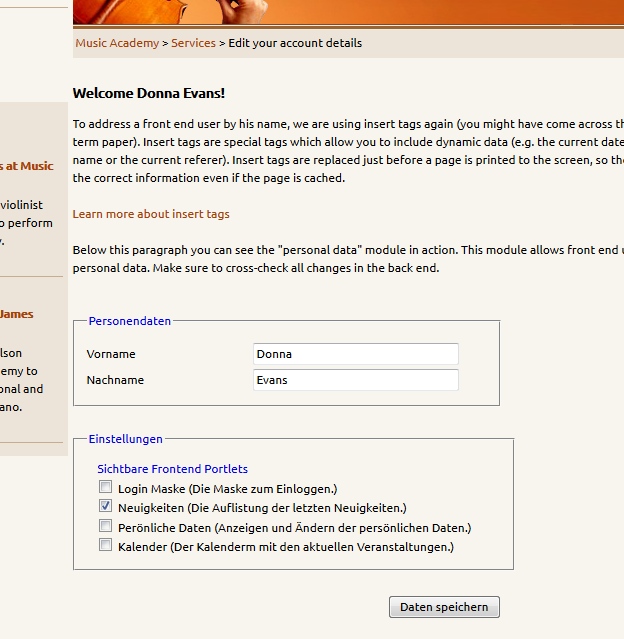 Music Academy > Services > Edit your account details
Welcome Donna Evans!
To address a front end user by his name, we are using insert tags again (you might have come across th
term paper). Insert tags are special tags which allow you to include dynamic data (e.g. the current date
name or the current referer). Insert tags are replaced just before a page is printed to the screen, so the
the correct information even if the page is cached.
Learn more about insert tags
Below this paragraph you can see the "personal data" module in action. This module allows front end u
personal data. Make sure to cross-check all changes in the back end.
s at Music
violinist
o perform
y.
James
lson
emy to
onal and
ano.
Personendaten
Vorname Donna
Nachname Evans
Einstellungen
Sichtbare Frontend Portlets
Login Maske (Die Maske zum Einloggen.)
Neuigkeiten (Die Auflistung der letzten Neuigkeiten.)
Perönliche Daten (Anzeigen und Ändern der persönlichen Daten.)
Kalender (Der Kalenderm mit den aktuellen Veranstaltungen.)
Daten speichern